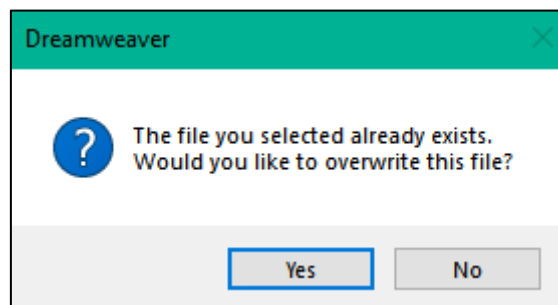 Dreamweaver
The file you selected already exists.
Would you like to overwrite this file?
Yes
No